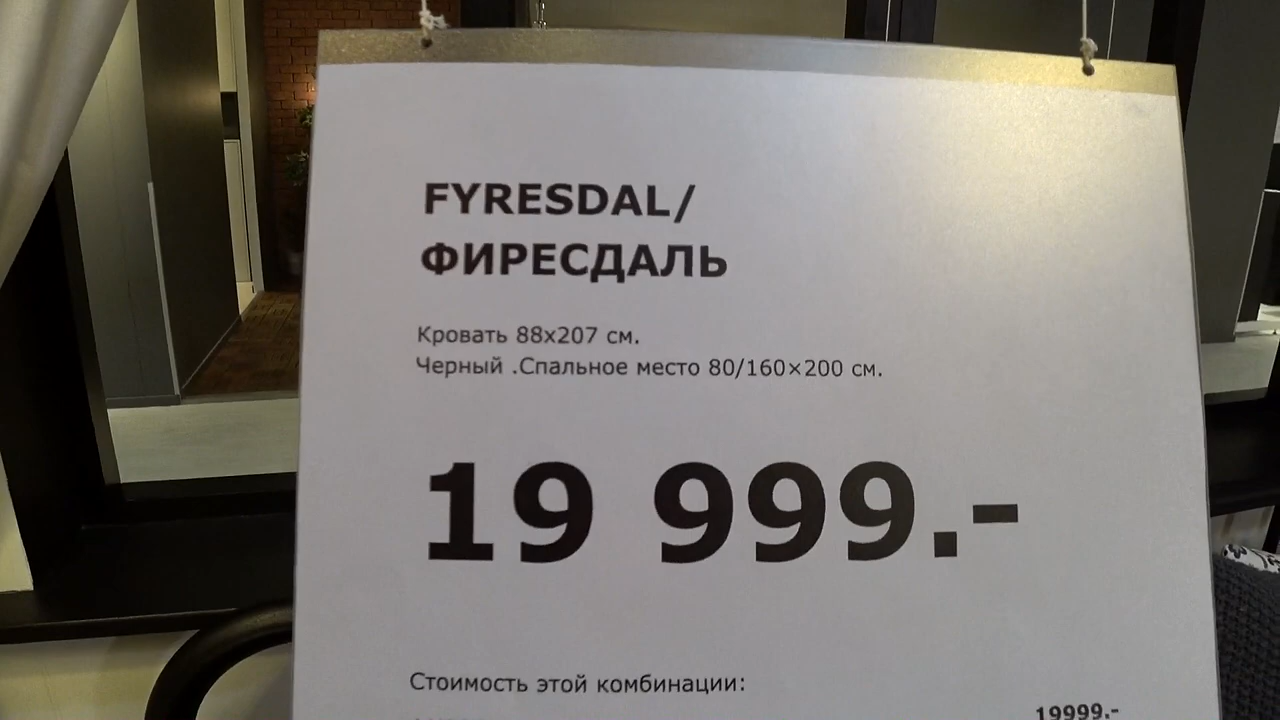 FYRESDAL/
ФИРЕСДАЛЬ
Кровать 88x207 см.
Черный .Спальное место 80/160×200 см.
19 999.-
Стоимость этой комбинации:
19999.-